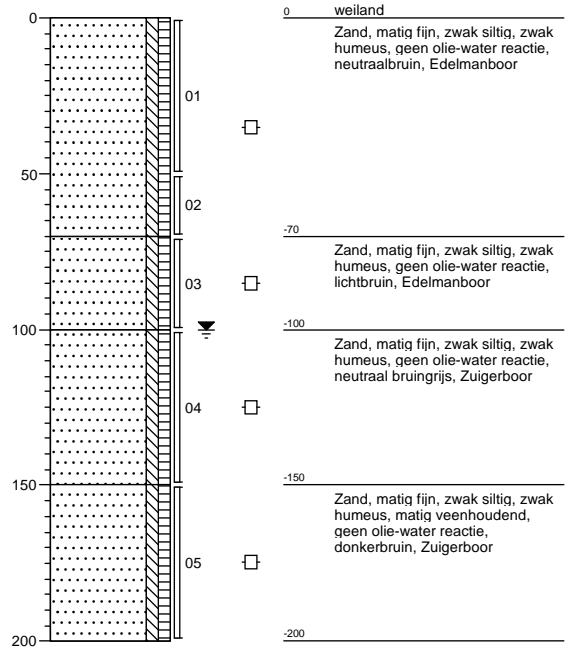 0
weiland
0
Zand, matig fijn, zwak siltig, zwak
humeus, geen olie-water reactie,
neutraalbruin, Edelmanboor
01
50
02
-70
Zand, matig fijn, zwak siltig, zwak
humeus, geen olie-water reactie,
lichtbruin, Edelmanboor
03
100
-100
Zand, matig fijn, zwak siltig, zwak
humeus, geen olie-water reactie,
neutraal bruingrijs, Zuigerboor
04
150
-150
Zand, matig fijn, zwak siltig, zwak
humeus, matig veenhoudend,
geen olie-water reactie,
donkerbruin, Zuigerboor
05
200
-200